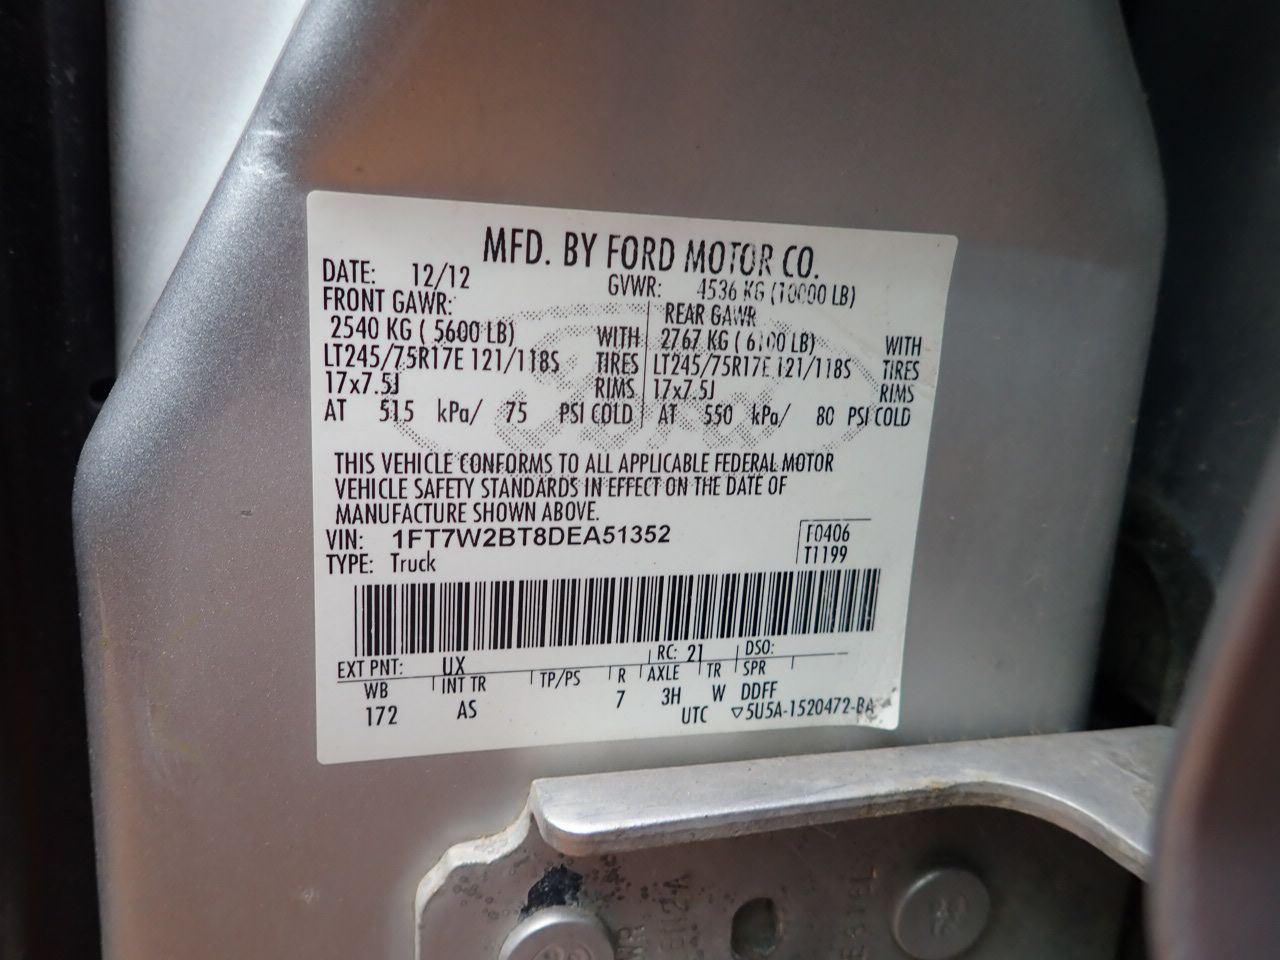 MFD. BY FORD MOTOR CO.
DATE: 12/12 GVWR: 4536 KG (10000 LB)
FRONT GAWR: REAR GAWR
2540 KG ( 5600 LB) WITH 2767 KG ( 6100 LB) WITH
LT245/75R17E 121/118S TIRES LT245/75R17E 121/118S TIRES
17x7.5J RIMS 17x7.5J RIMS
AT 515 kPa/ 75 PSI COLD AT 550 kPa/ 80 PSI COLD
THIS VEHICLE CONFORMS TO ALL APPLICABLE FEDERAL MOTOR
VEHICLE SAFETY STANDARDS IN EFFECT ON THE DATE OF
MANUFACTURE SHOWN ABOVE.
VIN: 1FT7W2BT8DEA51352 F0406
TYPE: Truck T1199
EXT PNT: UX RC: 21 DSO:
WB INT TR TP/PS R AXLE TR SPR
172 AS 7 3H W DDFF
UTC ▽5U5A-1520472-BA